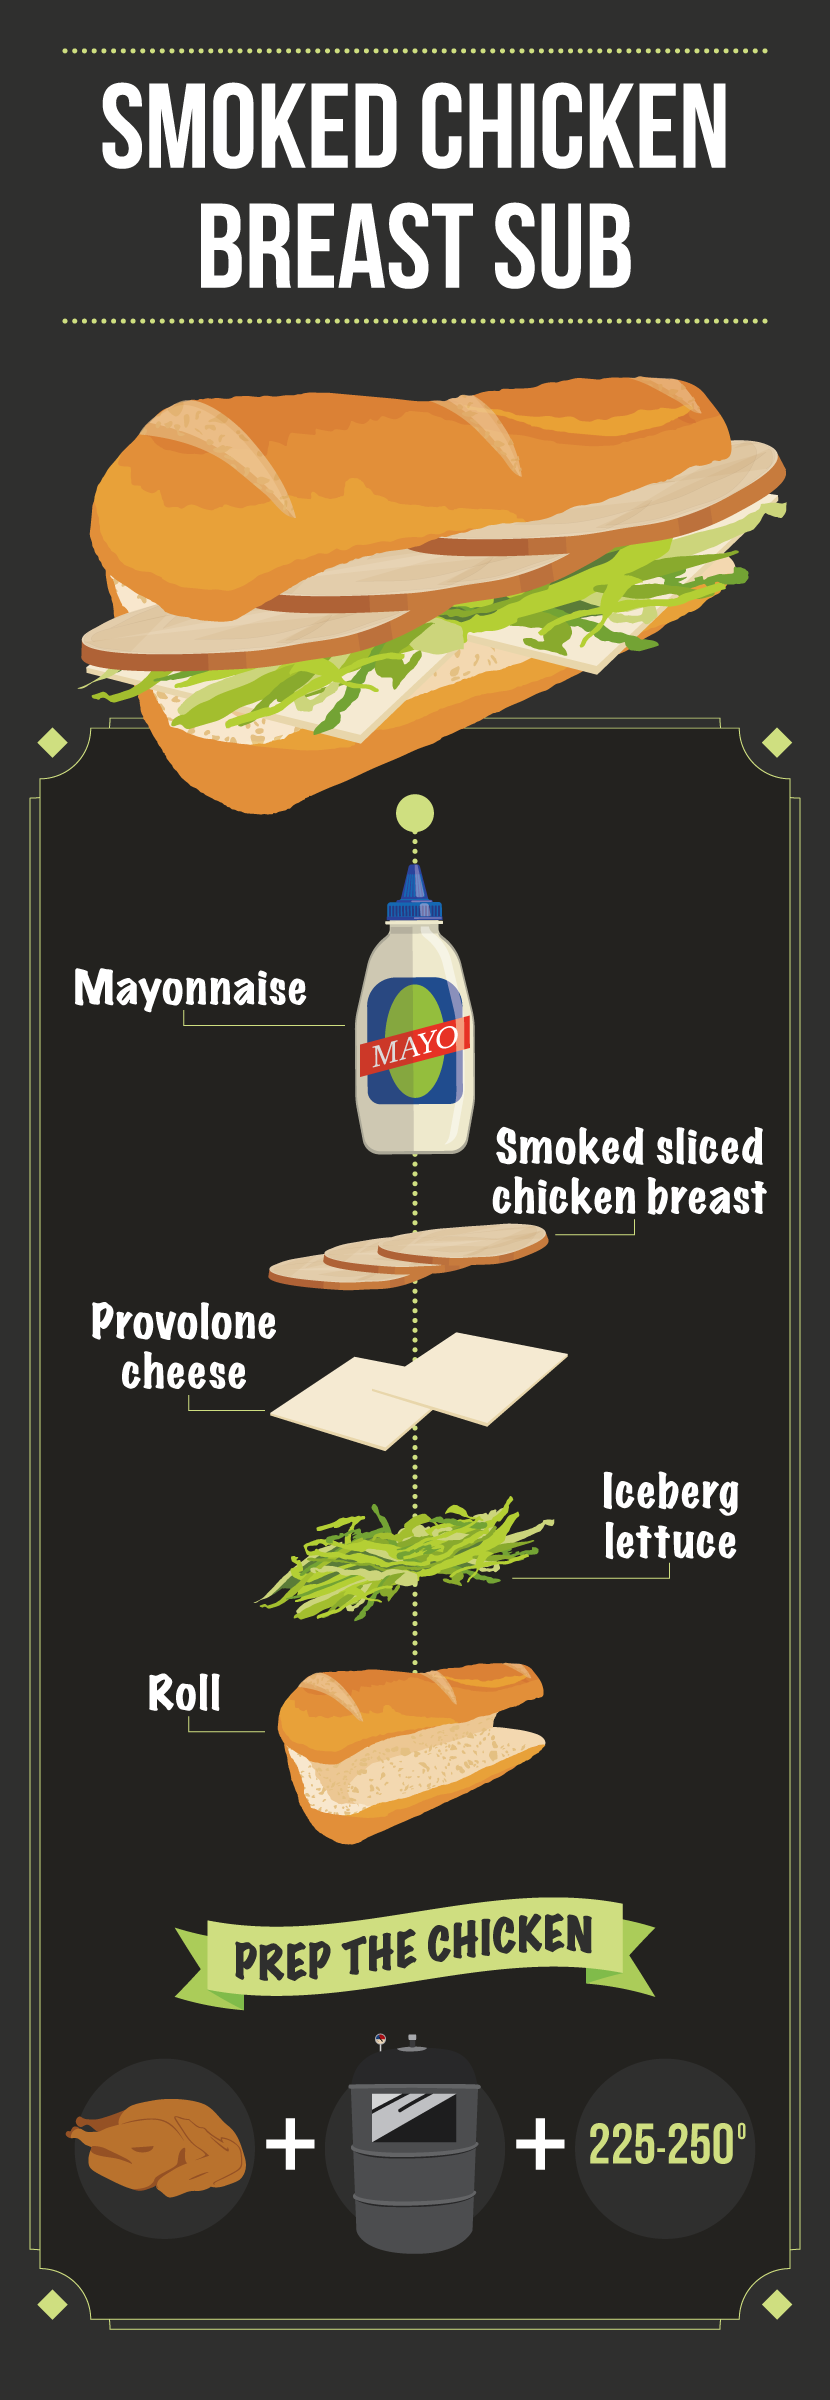 SMOKED CHICKEN
BREAST SUB
Mayonnaise
MAYO
Smoked sliced
chicken breast
Provolone
cheese
Iceberg
lettuce
Roll
PREP THE CHICKEN
+ + 225-250⁰